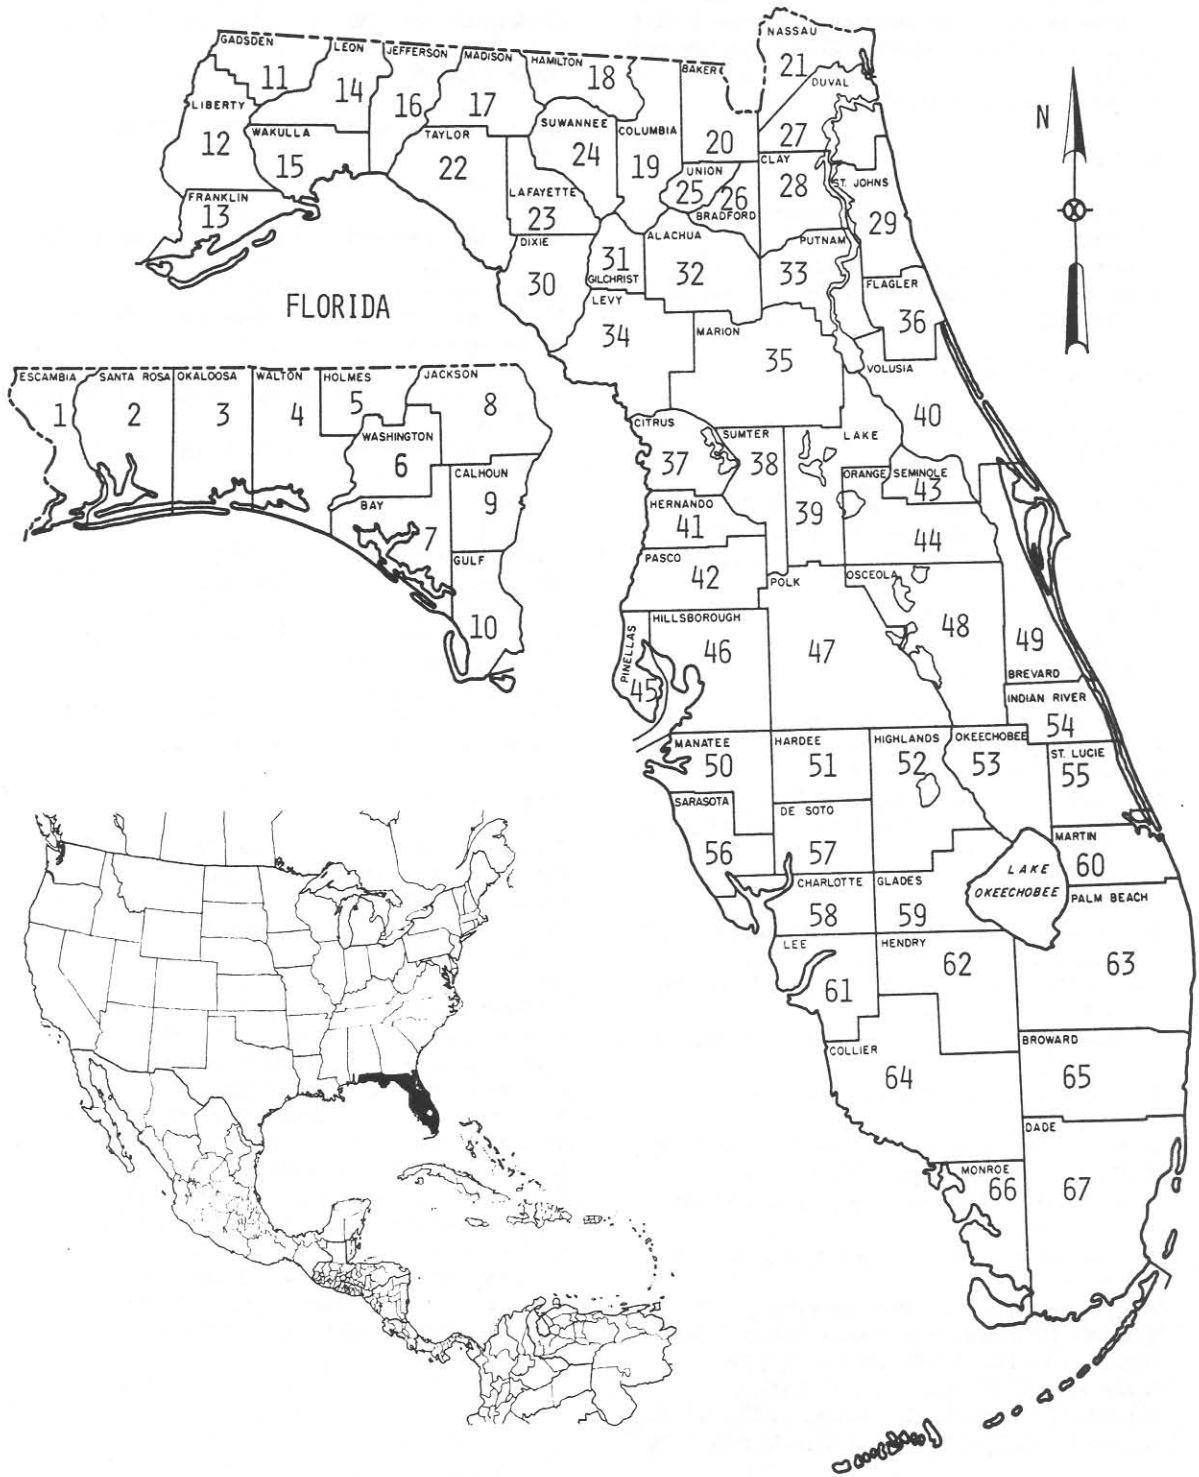 NASSAU
21
GADSDEN
11
LEON
14
JEFFERSON
16
MADISON
17
HAMILTON
18
BAKER
20
DUVAL
27
LIBERTY
12
WAKULLA
15
TAYLOR
22
SUWANNEE
24
COLUMBIA
19
N
UNION
25
26
BRADFORD
CLAY
28
ST. JOHNS
29
FRANKLIN
13
LAFAYETTE
23
DIXIE
30
31
GILCHRIST
ALACHUA
32
PUTNAM
33
FLAGLER
36
FLORIDA
LEVY
34
MARION
35
VOLUSIA
40
ESCAMBIA
1
SANTA ROSA
2
OKALOOSA
3
WALTON
4
HOLMES
5
JACKSON
8
WASHINGTON
6
CALHOUN
9
BAY
7
GULF
10
CITRUS
37
SUMTER
38
LAKE
39
ORANGE
SEMINOLE
43
44
HERNANDO
41
PASCO
42
POLK
47
OSCEOLA
48
49
BREVARD
HILLSBOROUGH
46
PINELLAS
45
INDIAN RIVER
54
MANATEE
50
HARDEE
51
HIGHLANDS
52
OKEECHOBEE
53
ST. LUCIE
55
SARASOTA
56
DE SOTO
57
MARTIN
60
LAKE
OKEECHOBEE
CHARLOTTE
58
GLADES
59
PALM BEACH
63
LEE
61
HENDRY
62
COLLIER
64
BROWARD
65
DADE
67
MONROE
66